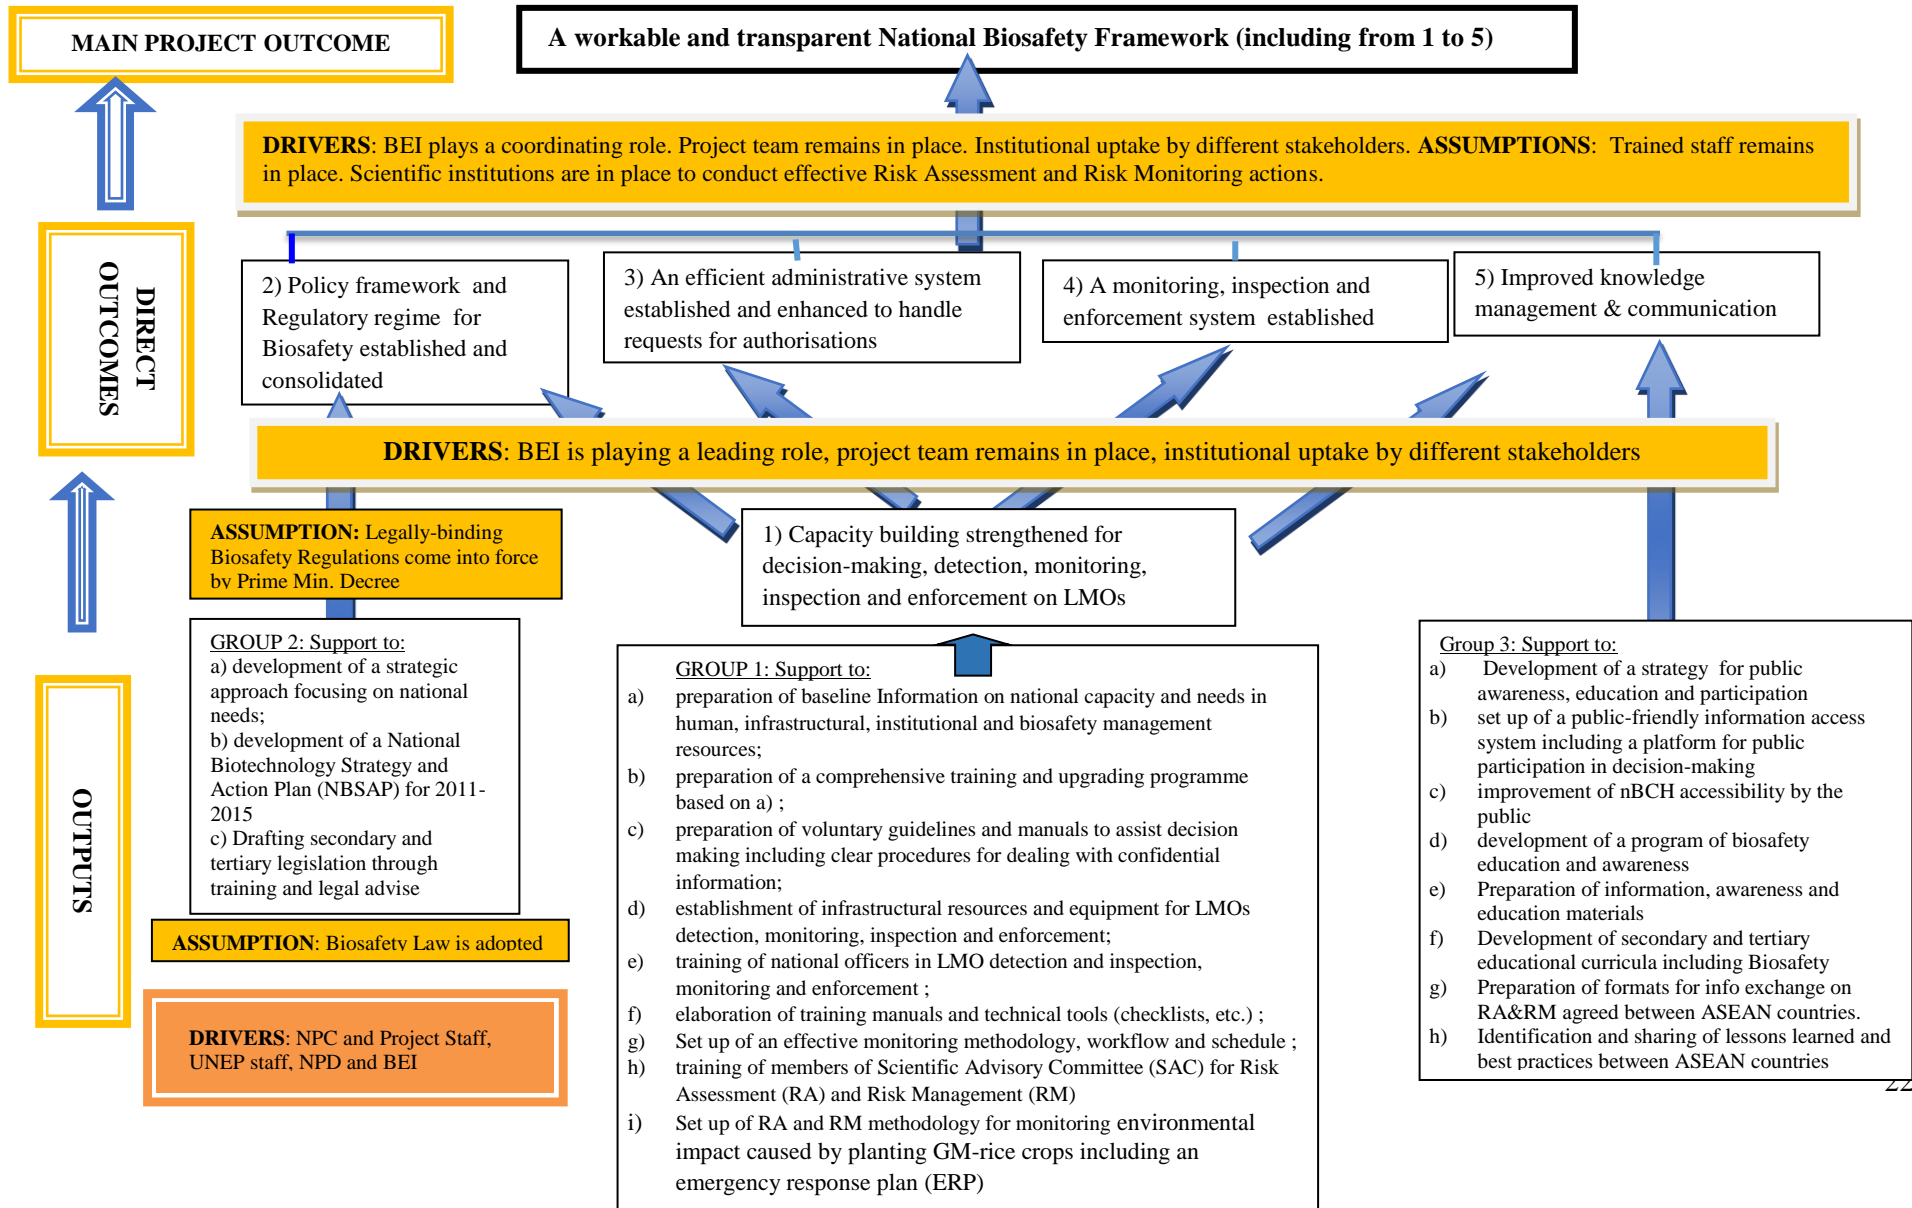 MAIN PROJECT OUTCOME
A workable and transparent National Biosafety Framework (including from 1 to 5)
DRIVERS: BEI plays a coordinating role. Project team remains in place. Institutional uptake by different stakeholders. ASSUMPTIONS: Trained staff remains
in place. Scientific institutions are in place to conduct effective Risk Assessment and Risk Monitoring actions.
DIRECT
OUTCOMES
2) Policy framework and
Regulatory regime for
Biosafety established and
consolidated
3) An efficient administrative system
established and enhanced to handle
requests for authorisations
4) A monitoring, inspection and
enforcement system established
5) Improved knowledge
management & communication
DRIVERS: BEI is playing a leading role, project team remains in place, institutional uptake by different stakeholders
ASSUMPTION: Legally-binding
Biosafety Regulations come into force
by Prime Min. Decree
1) Capacity building strengthened for
decision-making, detection, monitoring,
inspection and enforcement on LMOs
OUTPUTS
GROUP 2: Support to:
a) development of a strategic
approach focusing on national
needs;
b) development of a National
Biotechnology Strategy and
Action Plan (NBSAP) for 2011-
2015
c) Drafting secondary and
tertiary legislation through
training and legal advise
ASSUMPTION: Biosafety Law is adopted
DRIVERS: NPC and Project Staff,
UNEP staff, NPD and BEI
GROUP 1: Support to:
a) preparation of baseline Information on national capacity and needs in
human, infrastructural, institutional and biosafety management
resources;
b) preparation of a comprehensive training and upgrading programme
based on a) ;
c) preparation of voluntary guidelines and manuals to assist decision
making including clear procedures for dealing with confidential
information;
d) establishment of infrastructural resources and equipment for LMOs
detection, monitoring, inspection and enforcement;
e) training of national officers in LMO detection and inspection,
monitoring and enforcement ;
f) elaboration of training manuals and technical tools (checklists, etc.) ;
g) Set up of an effective monitoring methodology, workflow and schedule ;
h) training of members of Scientific Advisory Committee (SAC) for Risk
Assessment (RA) and Risk Management (RM)
i) Set up of RA and RM methodology for monitoring environmental
impact caused by planting GM-rice crops including an
emergency response plan (ERP)
Group 3: Support to:
a) Development of a strategy for public
awareness, education and participation
b) set up of a public-friendly information access
system including a platform for public
participation in decision-making
c) improvement of nBCH accessibility by the
public
d) development of a program of biosafety
education and awareness
e) Preparation of information, awareness and
education materials
f) Development of secondary and tertiary
educational curricula including Biosafety
g) Preparation of formats for info exchange on
RA&RM agreed between ASEAN countries.
h) Identification and sharing of lessons learned and
best practices between ASEAN countries
22